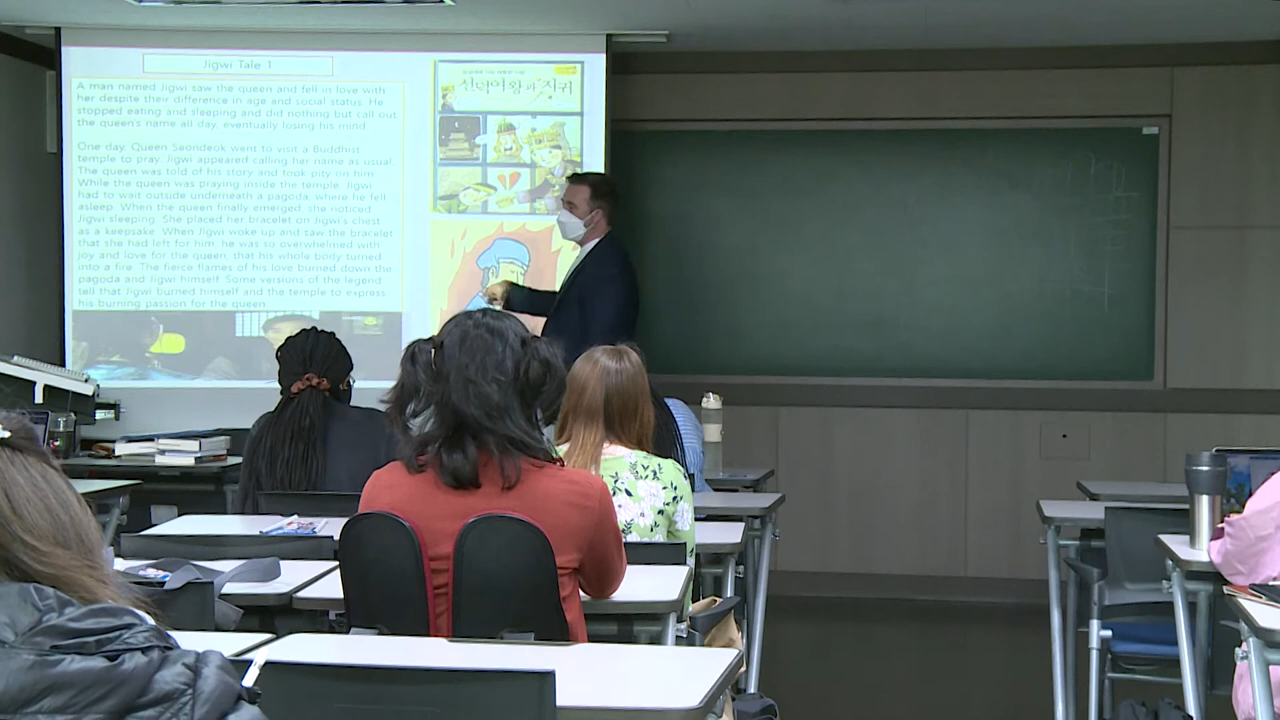 Jigwi Tale 1
A man named Jigwi saw the queen and fell in love with
her despite their difference in age and social status. He
stopped eating and sleeping and did nothing but call out
the queen's name all day, eventually losing his mind
One day, Queen Seondeok went to visit a Buddhist
temple to pray. Jigwi appeared calling her name as usual.
The queen was told of his story and took pity on him.
While the queen was praying inside the temple, Jigwi
had to wait outside underneath a pagoda, where he fell
asleep. When the queen finally emerged, she noticed
Jigwi sleeping. She placed her bracelet on Jigwi's chest
as a keepsake. When Jigwi woke up and saw the bracelet
that she had left for him, he was so overwhelmed with
joy and love for the queen, that his whole body turned
into a fire. The fierce flames of his love burned down the
pagoda and Jigwi himself. Some versions of the legend
tell that Jigwi burned himself and the temple to express
his burning passion for the queen.
선덕여왕과 지귀